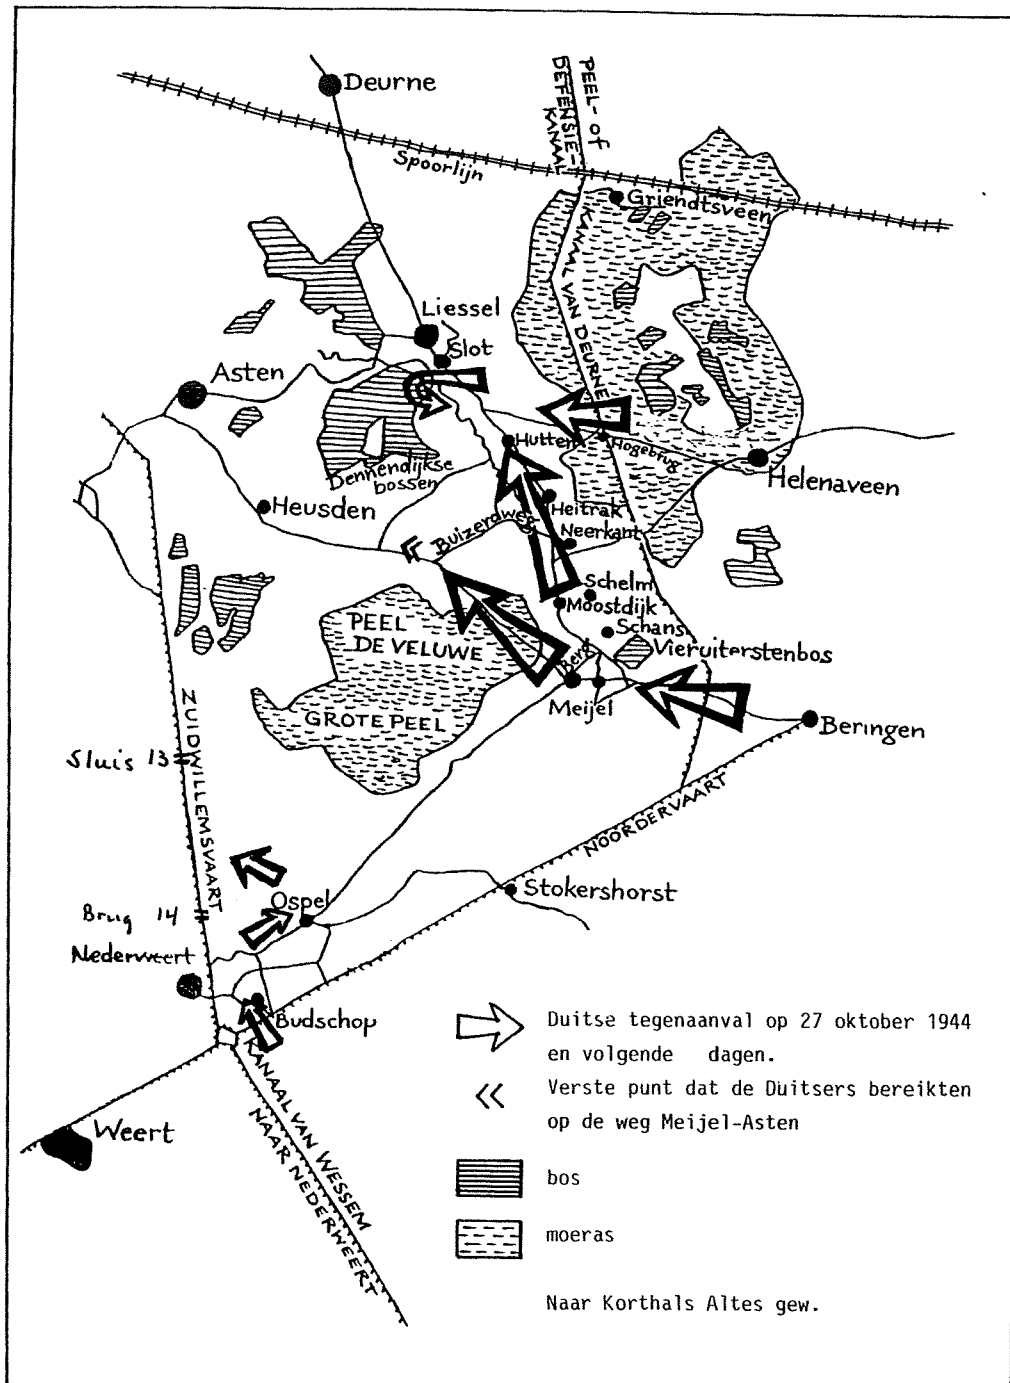 Deurne
PEEL- of
DEFENSIE-
KANAAL
Spoorlijn
Griendtsveen
KANAAL VAN DEURNE
Liessel
Slot
Asten
Hutten
Hogebrug
Helenaveen
Dennendijkse
bossen
Heitrak
Heusden
Buizerdweg
Neerkant
Schelm
Moostdijk
Schans
PEEL
DE VELUWE
Vieruiterstenbos
Berg
Meijel
GROTE PEEL
Beringen
ZUIDWILLEMSVAART
Sluis 13
NOORDERVAART
Stokershorst
Ospel
Brug 14
Nederweert
Budschop
KANAAL VAN WESSEM
NAAR NEDERWEERT
Weert
Duitse tegenaanval op 27 oktober 1944
en volgende dagen.
Verste punt dat de Duitsers bereikten
op de weg Meijel-Asten
bos
moeras
Naar Korthals Altes gew.